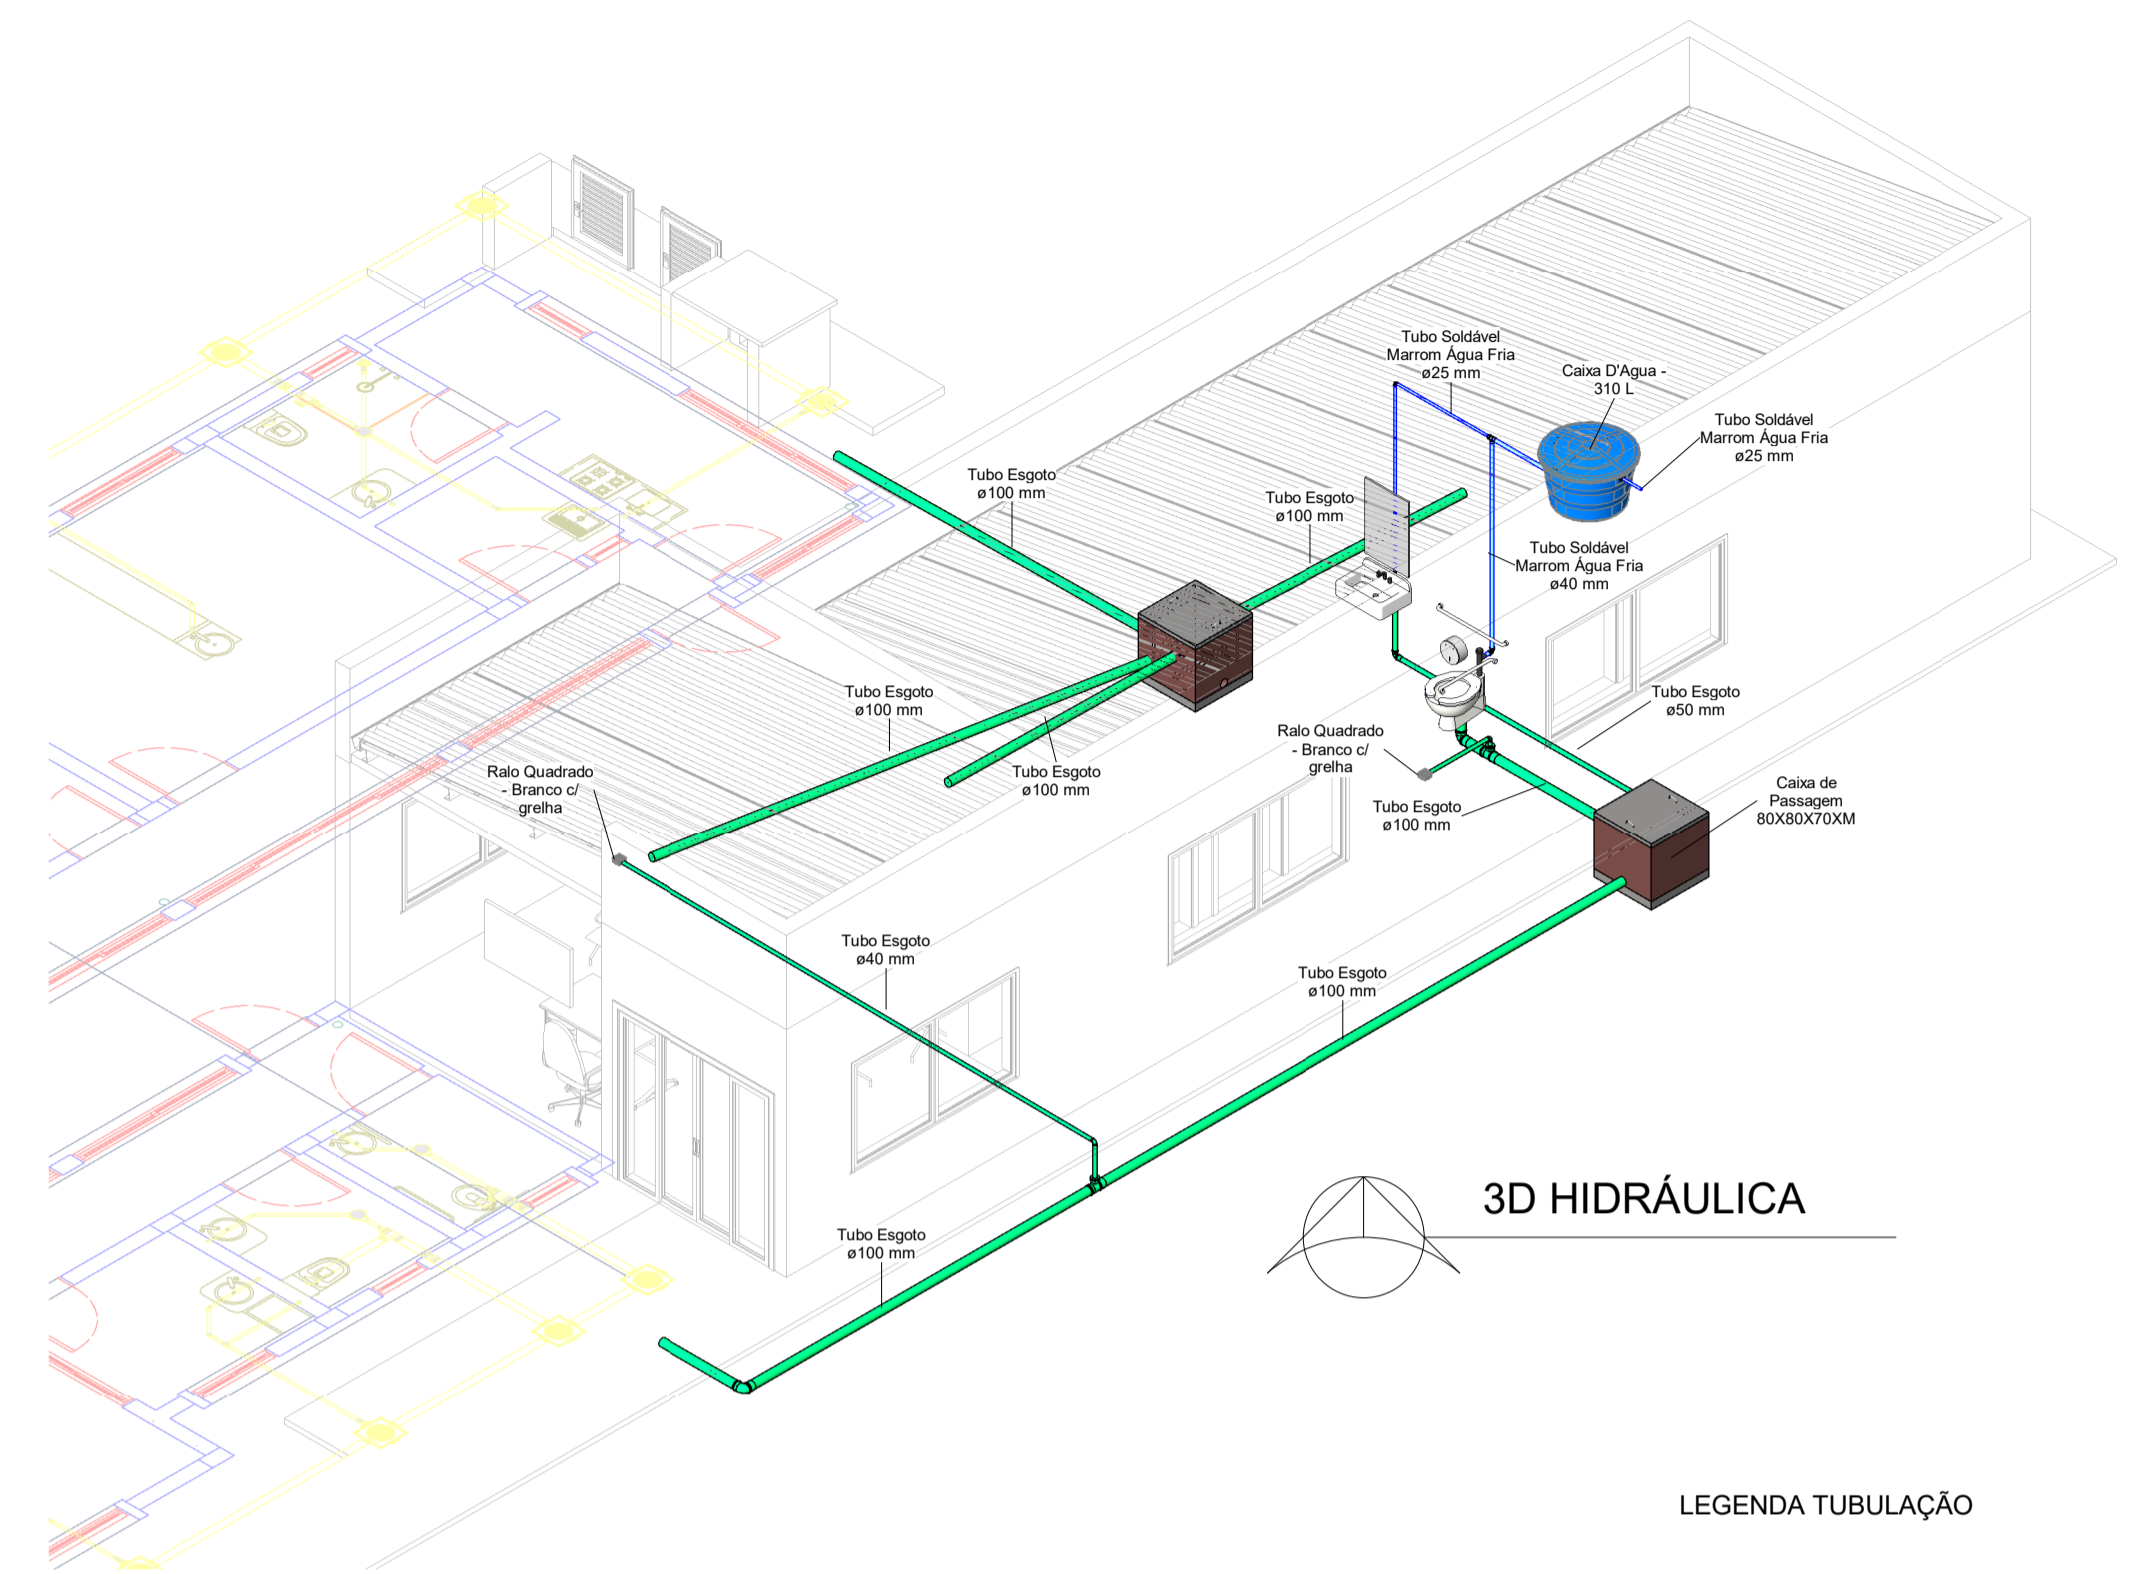 Tubo Soldável
Marrom Água Fria
ø25 mm
Caixa D'Agua -
310 L
Tubo Soldável
Marrom Água Fria
ø25 mm
Tubo Esgoto
ø100 mm
Tubo Esgoto
ø100 mm
Tubo Soldável
Marrom Água Fria
ø40 mm
Tubo Esgoto
ø100 mm
Tubo Esgoto
ø50 mm
Ralo Quadrado
- Branco c/
grelha
Ralo Quadrado
- Branco c/
grelha
Tubo Esgoto
ø100 mm
Tubo Esgoto
ø100 mm
Caixa de
Passagem
80X80X70XM
Tubo Esgoto
ø40 mm
Tubo Esgoto
ø100 mm
Tubo Esgoto
ø100 mm
3D HIDRÁULICA
LEGENDA TUBULAÇÃO